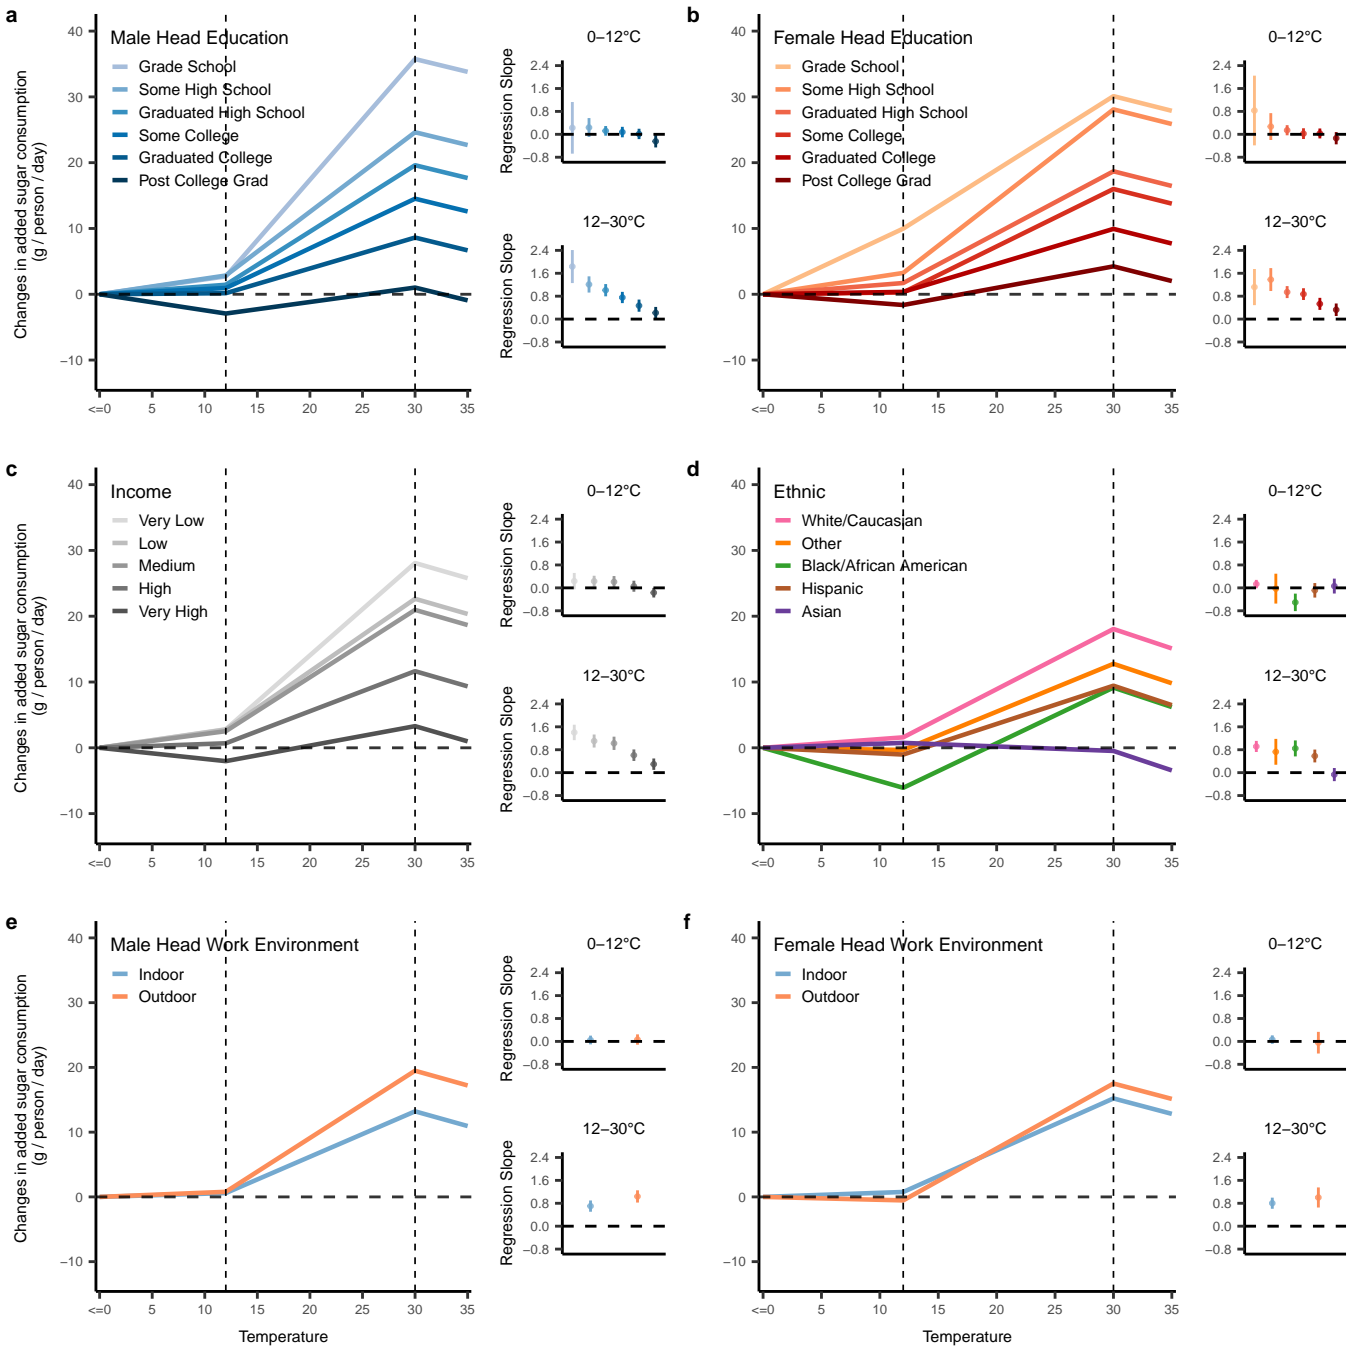 a
Changes in added sugar consumption
(g / person / day)
40
30
20
10
0
−10
Male Head Education
Grade School
Some High School
Graduated High School
Some College
Graduated College
Post College Grad
<=0 5 10 15 20 25 30 35
0−12°C
Regression Slope
2.4
1.6
0.8
0.0
−0.8
12−30°C
Regression Slope
2.4
1.6
0.8
0.0
−0.8
b
40
30
20
10
0
−10
Female Head Education
Grade School
Some High School
Graduated High School
Some College
Graduated College
Post College Grad
<=0 5 10 15 20 25 30 35
0−12°C
2.4
1.6
0.8
0.0
−0.8
12−30°C
2.4
1.6
0.8
0.0
−0.8
c
Changes in added sugar consumption
(g / person / day)
40
30
20
10
0
−10
Income
Very Low
Low
Medium
High
Very High
<=0 5 10 15 20 25 30 35
0−12°C
Regression Slope
2.4
1.6
0.8
0.0
−0.8
12−30°C
Regression Slope
2.4
1.6
0.8
0.0
−0.8
d
40
30
20
10
0
−10
Ethnic
White/Caucasian
Other
Black/African American
Hispanic
Asian
<=0 5 10 15 20 25 30 35
0−12°C
2.4
1.6
0.8
0.0
−0.8
12−30°C
2.4
1.6
0.8
0.0
−0.8
e
Changes in added sugar consumption
(g / person / day)
40
30
20
10
0
−10
Male Head Work Environment
Indoor
Outdoor
<=0 5 10 15 20 25 30 35
Temperature
0−12°C
Regression Slope
2.4
1.6
0.8
0.0
−0.8
12−30°C
Regression Slope
2.4
1.6
0.8
0.0
−0.8
f
40
30
20
10
0
−10
Female Head Work Environment
Indoor
Outdoor
<=0 5 10 15 20 25 30 35
Temperature
0−12°C
2.4
1.6
0.8
0.0
−0.8
12−30°C
2.4
1.6
0.8
0.0
−0.8